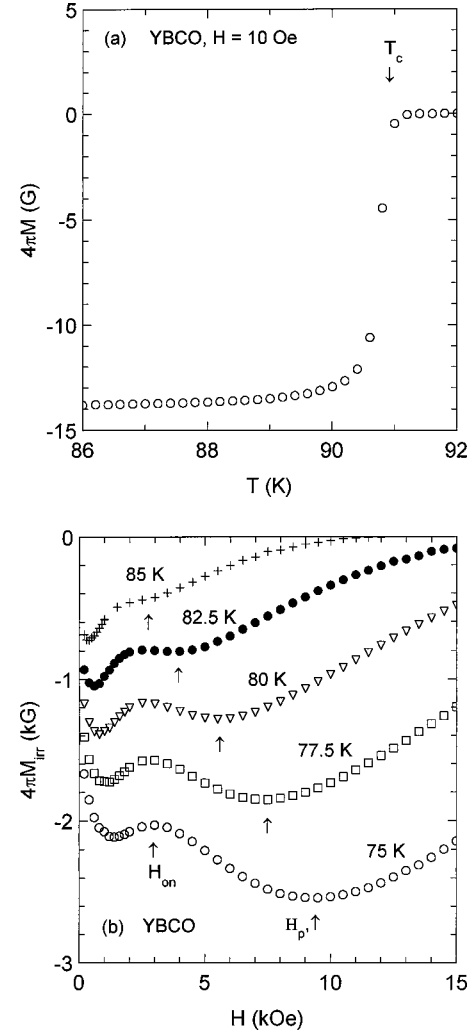 5
(a) YBCO, H = 10 Oe
T_c
↓
0
-5
-10
-15
4πM (G)
86 88 90 92
T (K)
0
85 K
82.5 K
↑
↑
-1
80 K
↑
77.5 K
↑
-2
↑
H_on
75 K
H_p, ↑
(b) YBCO
-3
4πM_irr (kG)
0 5 10 15
H (kOe)